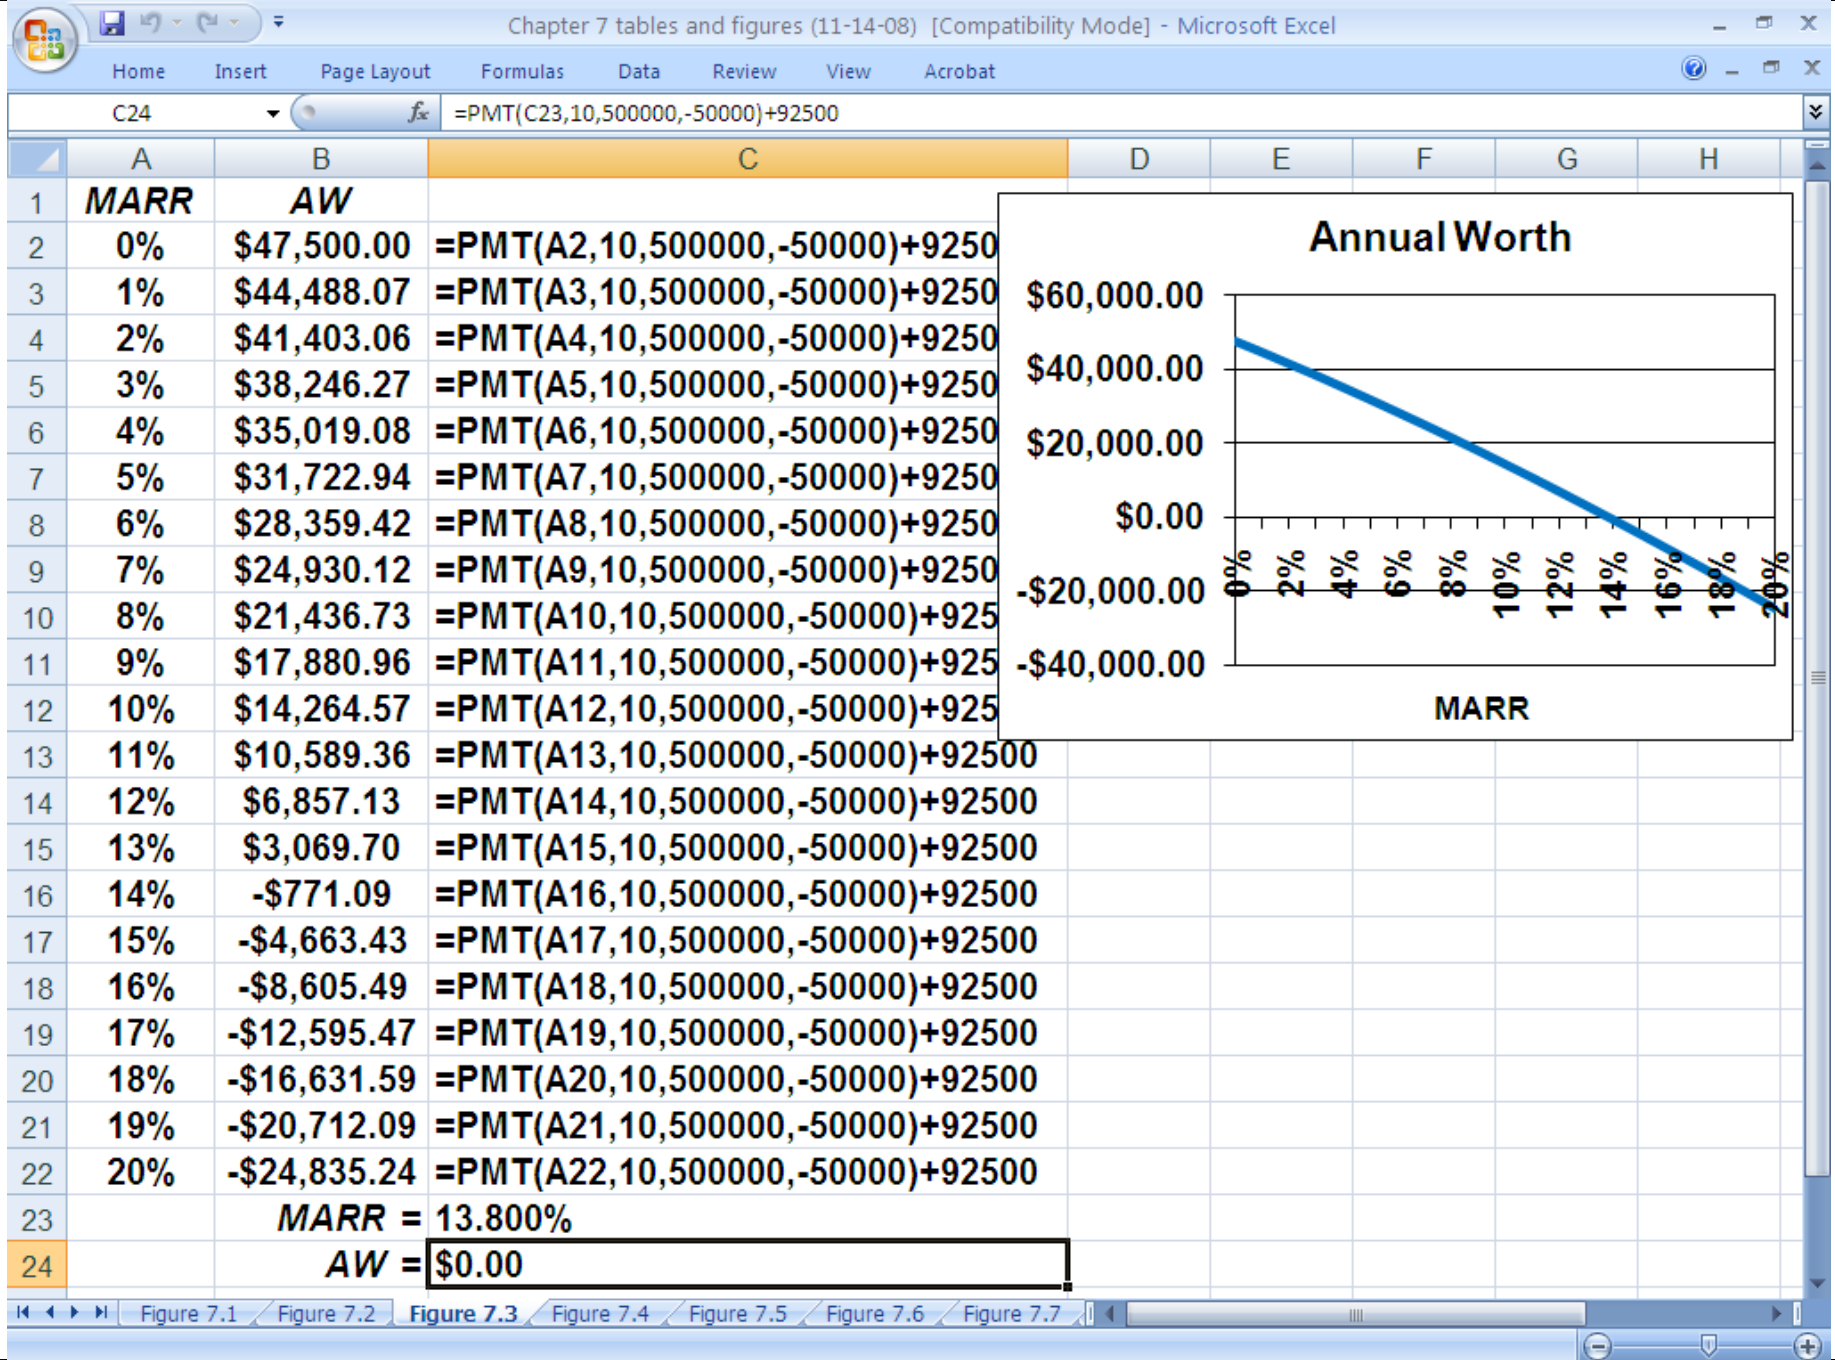 Chapter 7 tables and figures (11-14-08) [Compatibility Mode] - Microsoft Excel
Home Insert Page Layout Formulas Data Review View Acrobat
C24 fx =PMT(C23,10,500000,-50000)+92500
A B C D E F G H
1 MARR AW
2 0% $47,500.00 =PMT(A2,10,500000,-50000)+9250
3 1% $44,488.07 =PMT(A3,10,500000,-50000)+9250
4 2% $41,403.06 =PMT(A4,10,500000,-50000)+9250
5 3% $38,246.27 =PMT(A5,10,500000,-50000)+9250
6 4% $35,019.08 =PMT(A6,10,500000,-50000)+9250
7 5% $31,722.94 =PMT(A7,10,500000,-50000)+9250
8 6% $28,359.42 =PMT(A8,10,500000,-50000)+9250
9 7% $24,930.12 =PMT(A9,10,500000,-50000)+9250
10 8% $21,436.73 =PMT(A10,10,500000,-50000)+925
11 9% $17,880.96 =PMT(A11,10,500000,-50000)+925
12 10% $14,264.57 =PMT(A12,10,500000,-50000)+925
13 11% $10,589.36 =PMT(A13,10,500000,-50000)+92500
14 12% $6,857.13 =PMT(A14,10,500000,-50000)+92500
15 13% $3,069.70 =PMT(A15,10,500000,-50000)+92500
16 14% -$771.09 =PMT(A16,10,500000,-50000)+92500
17 15% -$4,663.43 =PMT(A17,10,500000,-50000)+92500
18 16% -$8,605.49 =PMT(A18,10,500000,-50000)+92500
19 17% -$12,595.47 =PMT(A19,10,500000,-50000)+92500
20 18% -$16,631.59 =PMT(A20,10,500000,-50000)+92500
21 19% -$20,712.09 =PMT(A21,10,500000,-50000)+92500
22 20% -$24,835.24 =PMT(A22,10,500000,-50000)+92500
23 MARR = 13.800%
24 AW = $0.00
Annual Worth
$60,000.00
$40,000.00
$20,000.00
$0.00
-$20,000.00
-$40,000.00
0% 2% 4% 6% 8% 10% 12% 14% 16% 18% 20%
MARR
Figure 7.1 Figure 7.2 Figure 7.3 Figure 7.4 Figure 7.5 Figure 7.6 Figure 7.7